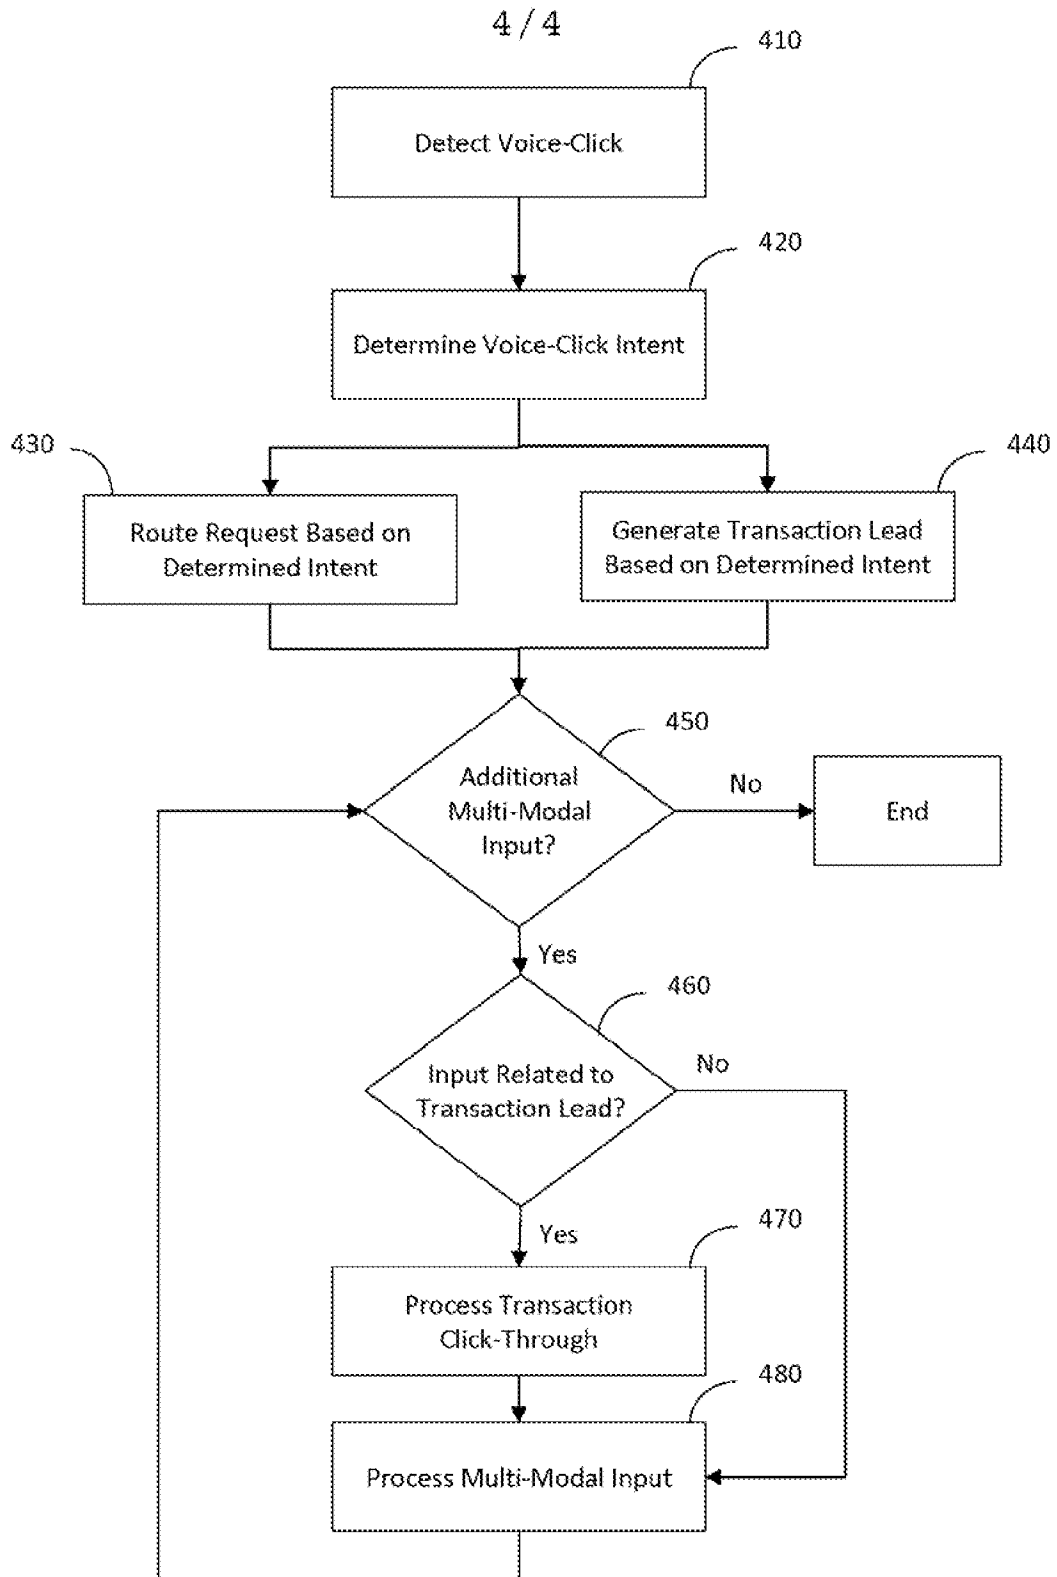 4/4
410
Detect Voice-Click
420
Determine Voice-Click Intent
430
440
Route Request Based on
Determined Intent
Generate Transaction Lead
Based on Determined Intent
450
Additional
Multi-Modal
Input?
No
End
Yes
460
Input Related to
Transaction Lead?
No
Yes
470
Process Transaction
Click-Through
480
Process Multi-Modal Input